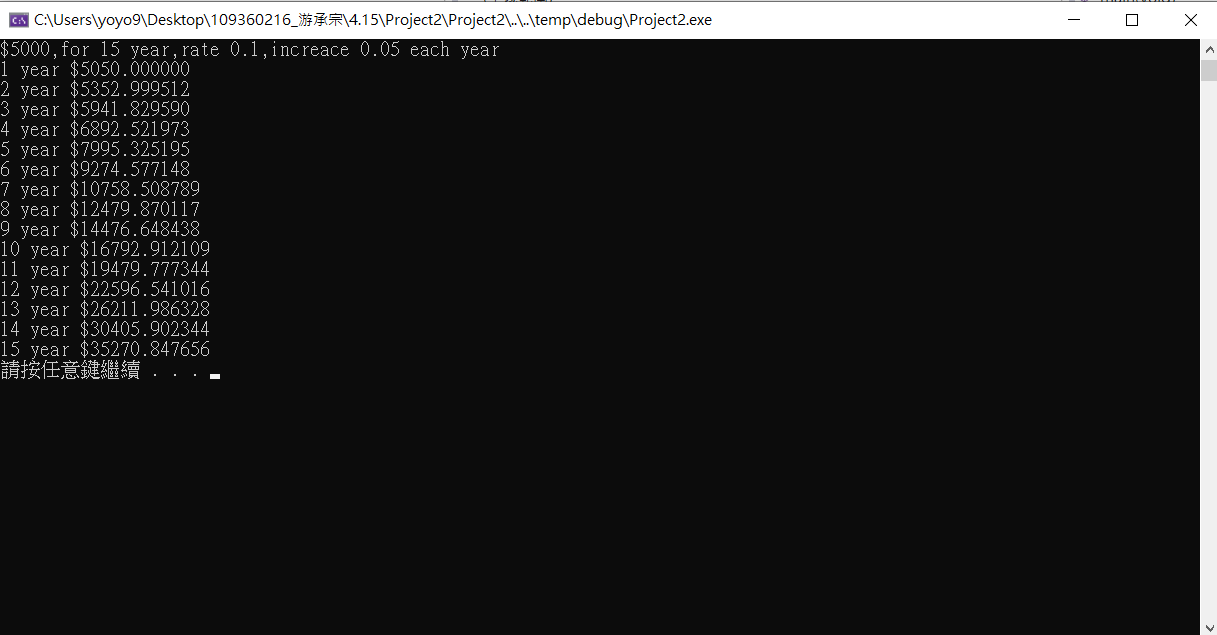 C:\Users\yoyo9\Desktop\109360216_游承宗\4.15\Project2\Project2\..\..\temp\debug\Project2.exe
$5000,for 15 year,rate 0.1,increace 0.05 each year
1 year $5050.000000
2 year $5352.999512
3 year $5941.829590
4 year $6892.521973
5 year $7995.325195
6 year $9274.577148
7 year $10758.508789
8 year $12479.870117
9 year $14476.648438
10 year $16792.912109
11 year $19479.777344
12 year $22596.541016
13 year $26211.986328
14 year $30405.902344
15 year $35270.847656
請按任意鍵繼續 . . .